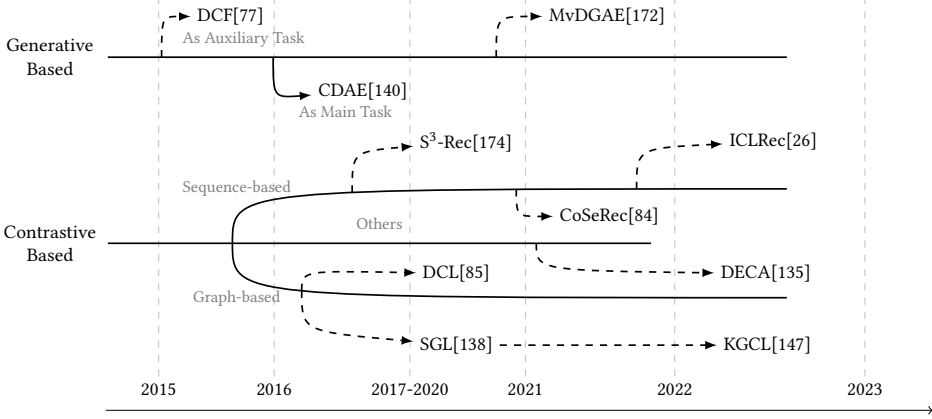 DCF[77]
MvDGAE[172]
As Auxiliary Task
Generative
Based
CDAE[140]
As Main Task
S³-Rec[174]
ICLRec[26]
Sequence-based
CoSeRec[84]
Others
Contrastive
Based
DCL[85]
DECA[135]
Graph-based
SGL[138]
KGCL[147]
2015
2016
2017-2020
2021
2022
2023